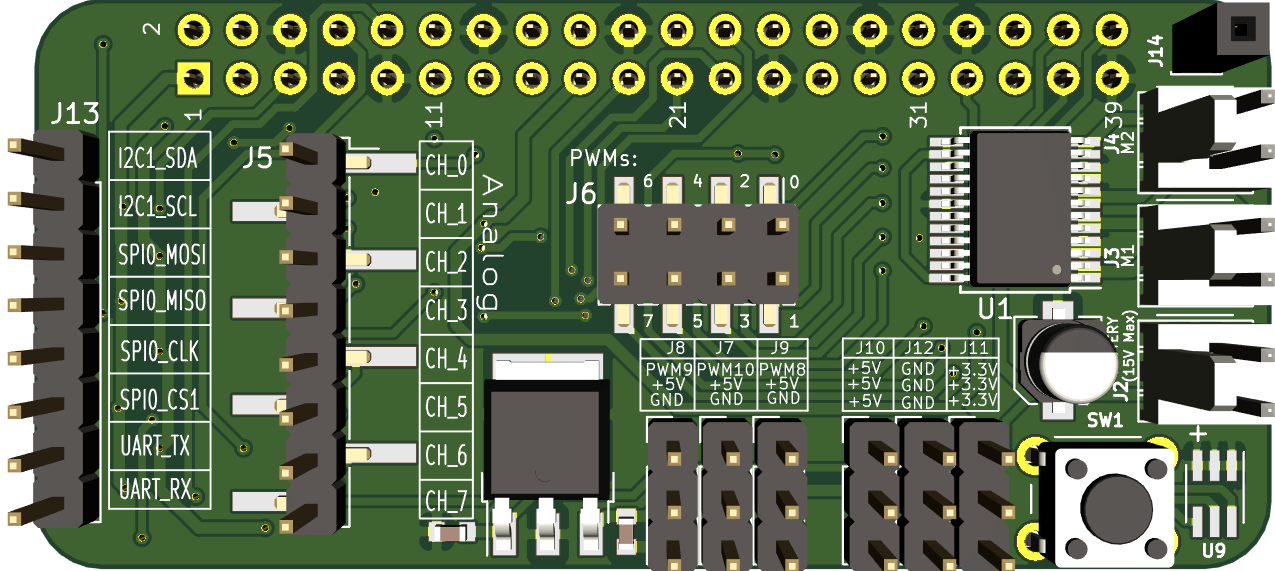 2
1
11
21
31
39
J14
J13
I2C1_SDA
I2C1_SCL
SPI0_MOSI
SPI0_MISO
SPI0_CLK
SPI0_CS1
UART_TX
UART_RX
J5
CH_0
CH_1
CH_2
CH_3
CH_4
CH_5
CH_6
CH_7
Analog
PWMs:
J6
6 4 2 0
7 5 3 1
J8 J7 J9
PWM9 PWM10 PWM8
+5V +5V +5V
GND GND GND
J10 J12 J11
+5V GND +3.3V
+5V GND +3.3V
+5V GND +3.3V
U1
J4
M2
J3
M1
J2
(15V Max)
SW1
+
U9